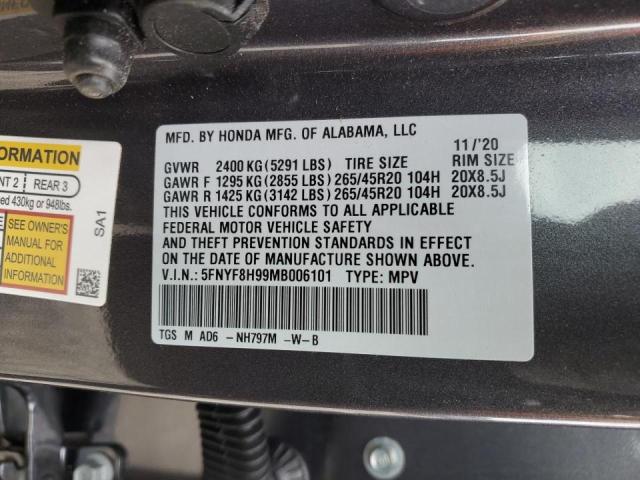 ORMATION
NT 2 | REAR 3
ed 430kg or 948lbs.
SEE OWNER'S
MANUAL FOR
ADDITIONAL
INFORMATION
SA1
MFD. BY HONDA MFG. OF ALABAMA, LLC 11/'20
GVWR 2400 KG(5291 LBS) TIRE SIZE RIM SIZE
GAWR F 1295 KG(2855 LBS)265/45R20 104H 20X8.5J
GAWR R 1425 KG(3142 LBS)265/45R20 104H 20X8.5J
THIS VEHICLE CONFORMS TO ALL APPLICABLE
FEDERAL MOTOR VEHICLE SAFETY
AND THEFT PREVENTION STANDARDS IN EFFECT
ON THE DATE OF MANUFACTURE SHOWN ABOVE.
V.I.N.: 5FNYF8H99MB006101 TYPE: MPV
TGS M AD6 -NH797M -W-B